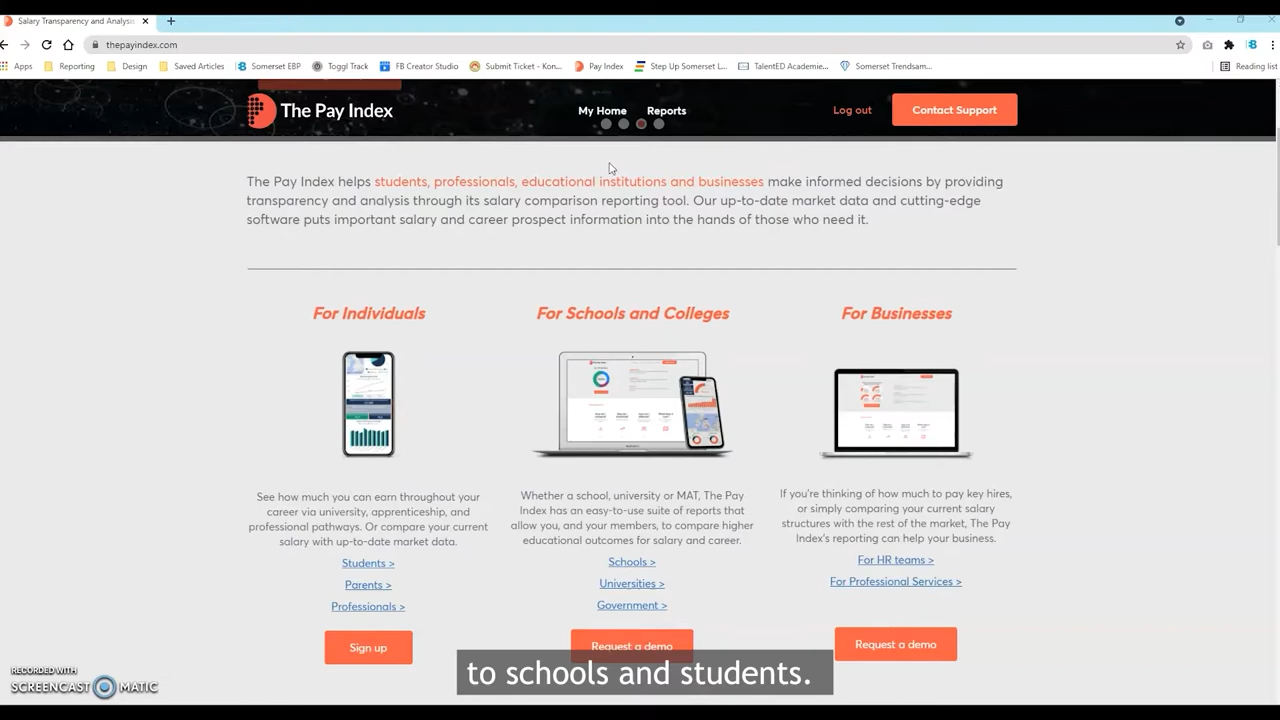 Salary Transparency and Analysis
thepayindex.com
Apps
Reporting
Design
Saved Articles
Somerset EBP
Toggl Track
FB Creator Studio
Submit Ticket - Kon...
Pay Index
Step Up Somerset L...
TalentED Academie...
Somerset Trendsam...
Reading list
The Pay Index
My Home
Reports
Log out
Contact Support
The Pay Index helps students, professionals, educational institutions and businesses make informed decisions by providing
transparency and analysis through its salary comparison reporting tool. Our up-to-date market data and cutting-edge
software puts important salary and career prospect information into the hands of those who need it.
For Individuals
See how much you can earn throughout your
career via university, apprenticeship, and
professional pathways. Or compare your current
salary with up-to-date market data.
Students >
Parents >
Professionals >
Sign up
For Schools and Colleges
Whether a school, university or MAT, The Pay
Index has an easy-to-use suite of reports that
allow you, and your members, to compare higher
educational outcomes for salary and career.
Schools >
Universities >
Government >
Request a demo
For Businesses
If you're thinking of how much to pay key hires,
or simply comparing your current salary
structures with the rest of the market, The Pay
Index's reporting can help your business.
For HR teams >
For Professional Services >
Request a demo
to schools and students.
RECORDED WITH
SCREENCAST MATIC